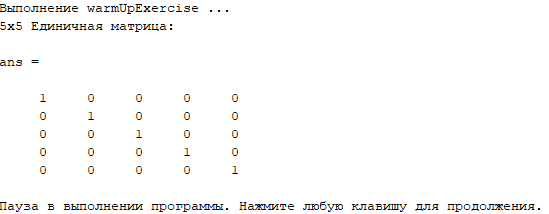 Выполнение warmUpExercise ...
5x5 Единичная матрица:
ans =
1 0 0 0 0
0 1 0 0 0
0 0 1 0 0
0 0 0 1 0
0 0 0 0 1
Пауза в выполнении программы. Нажмите любую клавишу для продолжения.